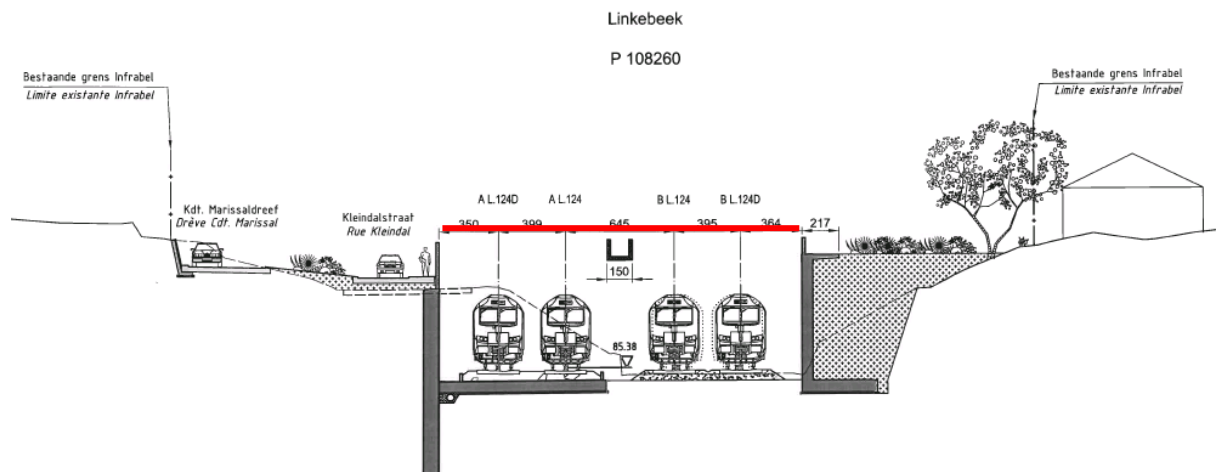 Linkebeek
P 108260
Bestaande grens Infrabel
Limite existante Infrabel
Bestaande grens Infrabel
Limite existante Infrabel
A L.124D
A L.124
B L.124
B L.124D
Kdt. Marissaldreef
Drève Cdt. Marissal
Kleindalstraat
Rue Kleindal
350
399
645
395
364
217
150
85.38